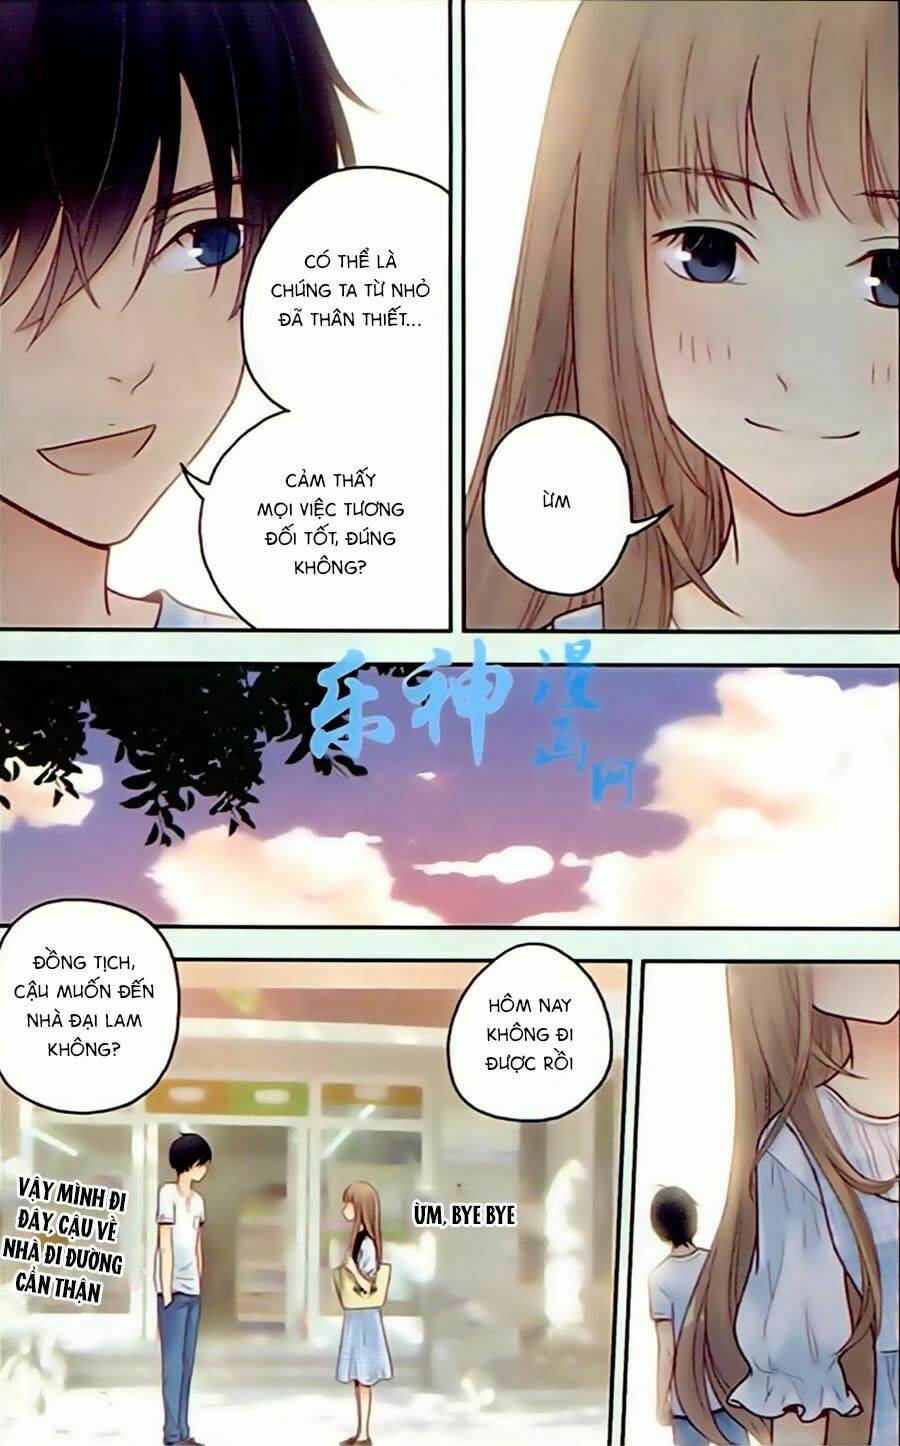 CÓ THỂ LÀ
CHÚNG TA TỪ NHỎ
ĐÃ THÂN THIẾT...
CẢM THẤY
MỌI VIỆC TƯƠNG
ĐỐI TỐT, ĐÚNG
KHÔNG?
ỪM
乐神
漫画网
ĐỒNG TỊCH,
CẬU MUỐN ĐẾN
NHÀ ĐẠI LAM
KHÔNG?
HÔM NAY
KHÔNG ĐI
ĐƯỢC RỒI
VẬY MÌNH ĐI
ĐÂY, CẬU VỀ
NHÀ ĐI ĐƯỜNG
CẨN THẬN
ỪM, BYE BYE